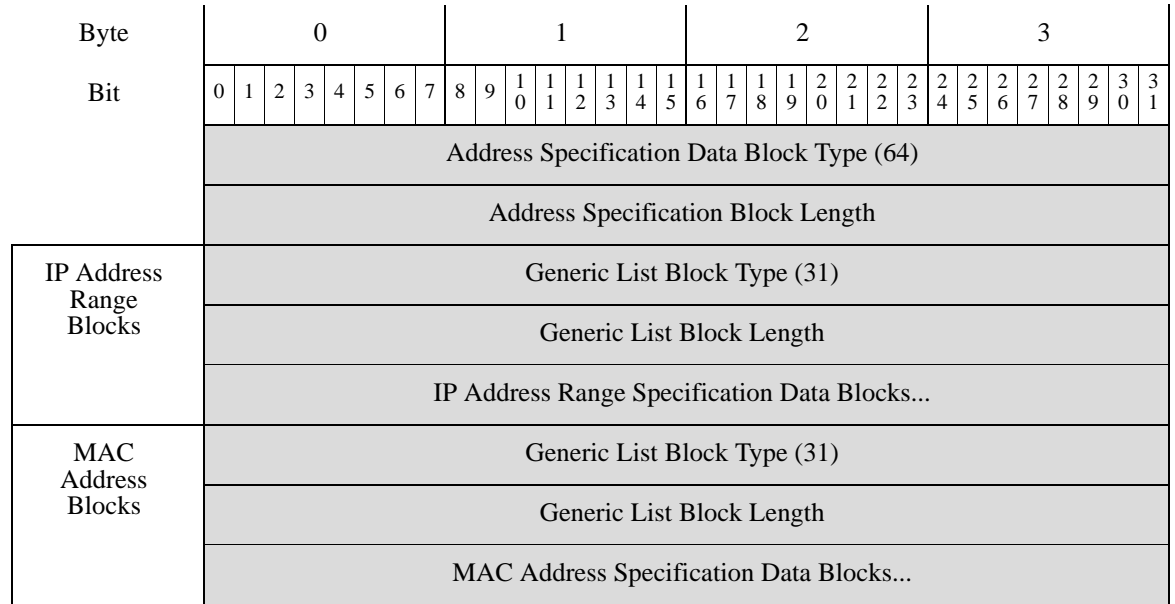 Byte 0 1 2 3
Bit 0 1 2 3 4 5 6 7 8 9 10 11 12 13 14 15 16 17 18 19 20 21 22 23 24 25 26 27 28 29 30 31
Address Specification Data Block Type (64)
Address Specification Block Length
IP Address
Range
Blocks
Generic List Block Type (31)
Generic List Block Length
IP Address Range Specification Data Blocks...
MAC
Address
Blocks
Generic List Block Type (31)
Generic List Block Length
MAC Address Specification Data Blocks...